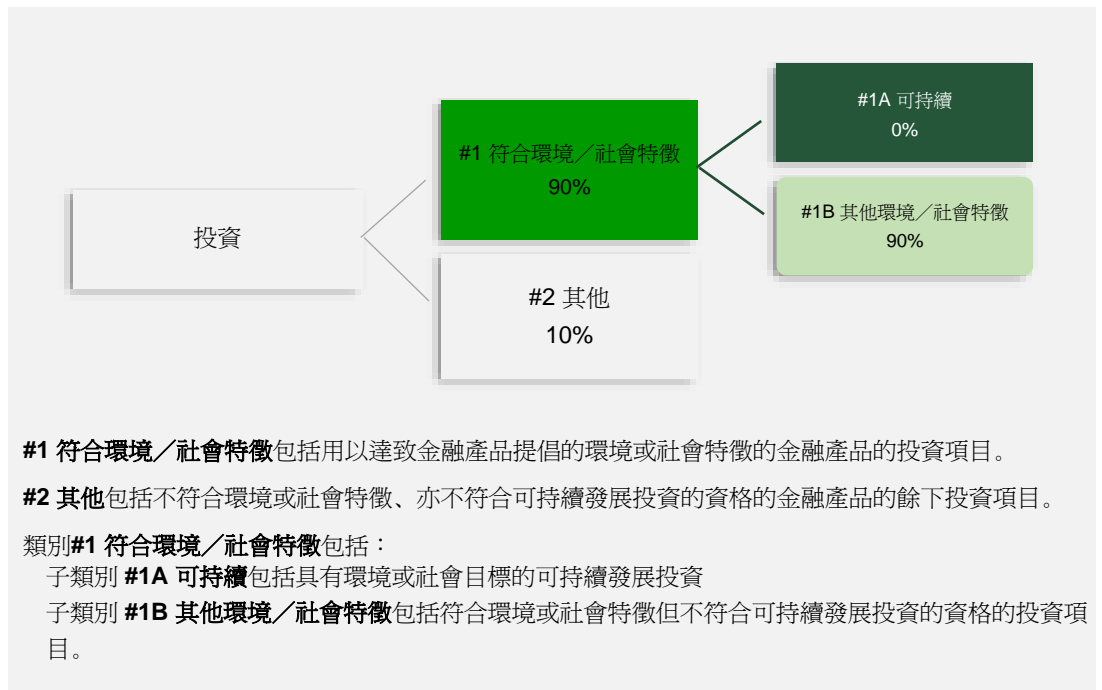 #1A 可持續
0%
#1 符合環境／社會特徵
90%
#1B 其他環境／社會特徵
90%
投資
#2 其他
10%
#1 符合環境／社會特徵包括用以達致金融產品提倡的環境或社會特徵的金融產品的投資項目。
#2 其他包括不符合環境或社會特徵、亦不符合可持續發展投資的資格的金融產品的餘下投資項目。
類別#1 符合環境／社會特徵包括：
子類別 #1A 可持續包括具有環境或社會目標的可持續發展投資
子類別 #1B 其他環境／社會特徵包括符合環境或社會特徵但不符合可持續發展投資的資格的投資項
目。